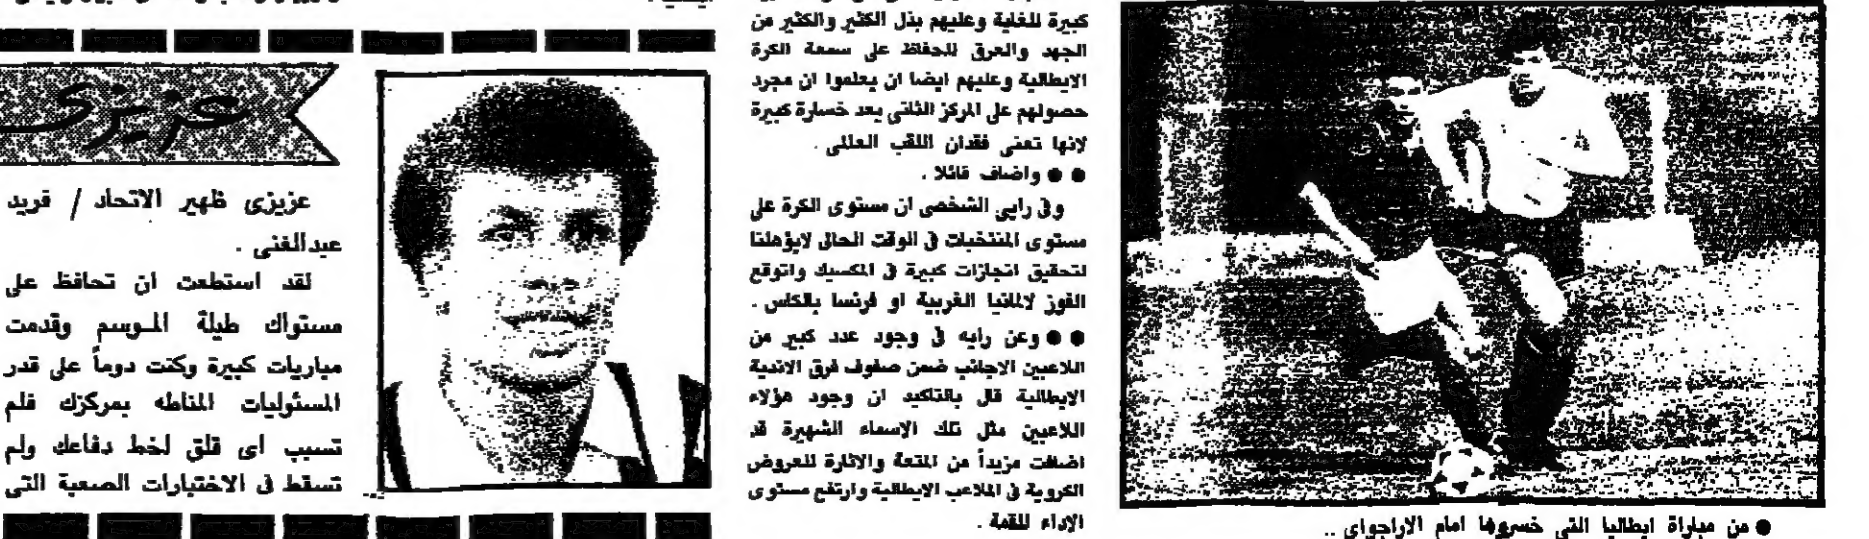 ● من مباراة ايطاليا التى خسروها امام الاراجواى ..
كبيرة للغاية وعليهم بذل الكثير والكثير من
الجهد والعرق للحفاظ على سمعة الكرة
الايطالية وعليهم ايضا ان يعلموا ان مجرد
حصولهم على المركز الثانى يعد خسارة كبيرة
لانها تعنى فقدان اللقب العالمى .
● ● واضاف قائلا .
وفى رايى الشخصى ان مستوى الكرة على
مستوى المنتخبات فى الوقت الحالى لايؤهلنا
لتحقيق انجازات كبيرة فى المكسيك واتوقع
الفوز لالمانيا الغربية او فرنسا بالكاس .
● ● وعن رايه فى وجود عدد كبير من
اللاعبين الاجانب ضمن صفوف فرق الاندية
الايطالية قال بالتاكيد ان وجود هؤلاء
اللاعبين مثل تلك الاسماء الشهيرة قد
اضافت مزيداً من المتعة والاثارة للعروض
الكروية فى الملاعب الايطالية وارتفع مستوى
الاداء للقمة .
عزيزى
عزيزى ظهير الاتحاد / فريد
عبدالغنى .
لقد استطعت ان تحافظ على
مستواك طيلة الموسم وقدمت
مباريات كبيرة وكنت دوماً على قدر
المسئوليات المناطه بمركزك فلم
تسبب اى قلق لخط دفاعك ولم
تسقط فى الاختبارات الصعبة التى